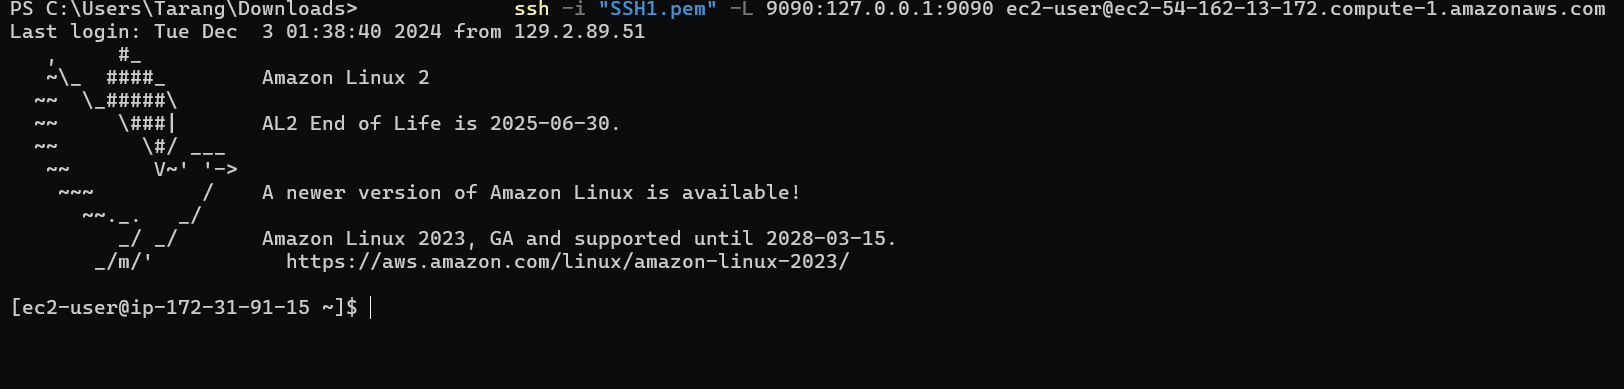 PS C:\Users\Tarang\Downloads>             ssh -i "SSH1.pem" -L 9090:127.0.0.1:9090 ec2-user@ec2-54-162-13-172.compute-1.amazonaws.com
Last login: Tue Dec  3 01:38:40 2024 from 129.2.89.51
   ,     #_
   ~\_  ####_        Amazon Linux 2
  ~~  \_#####\
  ~~     \###|       AL2 End of Life is 2025-06-30.
  ~~       \#/ ___
   ~~       V~' '->
    ~~~         /    A newer version of Amazon Linux is available!
      ~~._.   _/
         _/ _/       Amazon Linux 2023, GA and supported until 2028-03-15.
       _/m/'           https://aws.amazon.com/linux/amazon-linux-2023/
[ec2-user@ip-172-31-91-15 ~]$